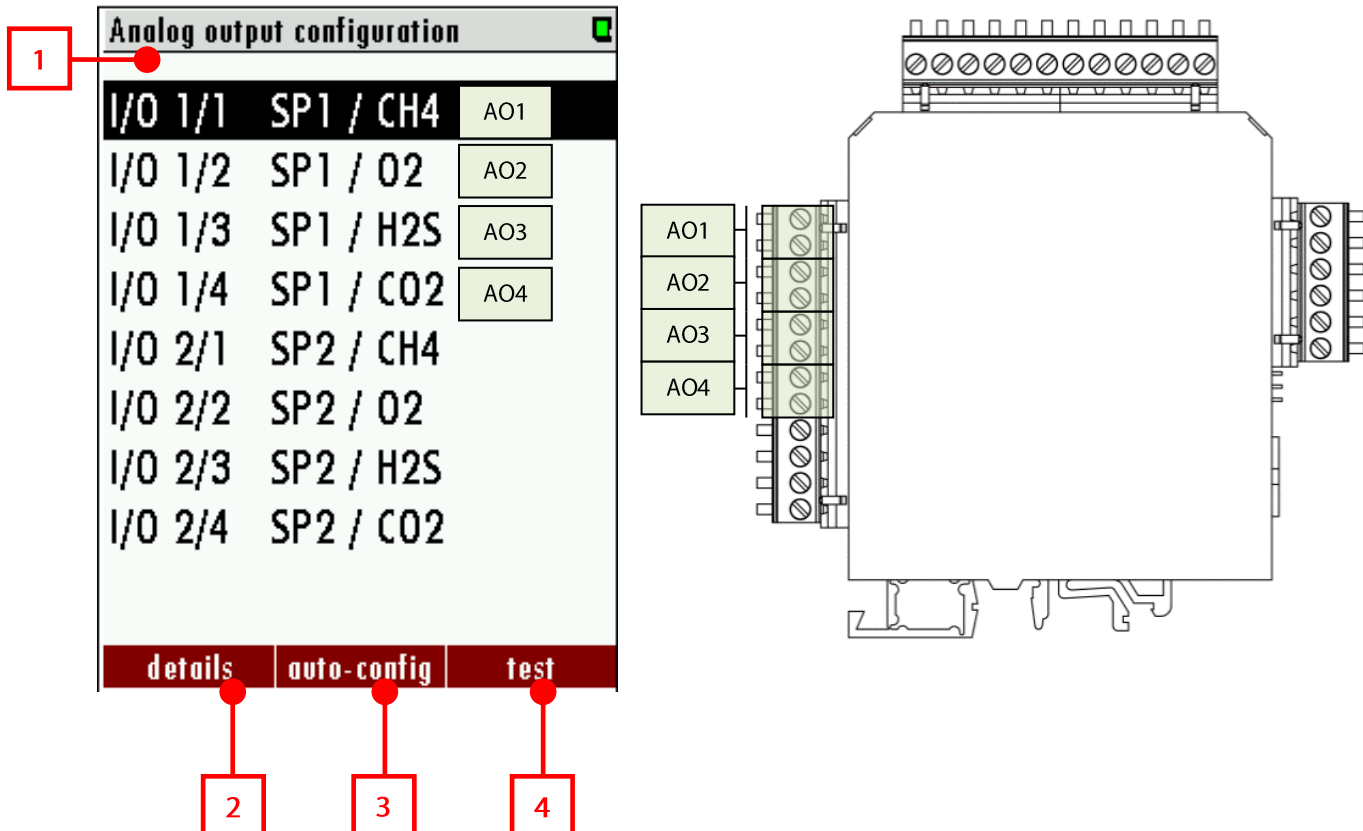 Analog output configuration
1
I/O 1/1 SP1 / CH4 AO1
I/O 1/2 SP1 / O2 AO2
I/O 1/3 SP1 / H2S AO3
I/O 1/4 SP1 / CO2 AO4
I/O 2/1 SP2 / CH4
I/O 2/2 SP2 / O2
I/O 2/3 SP2 / H2S
I/O 2/4 SP2 / CO2
details auto-config test
2 3 4
AO1
AO2
AO3
AO4